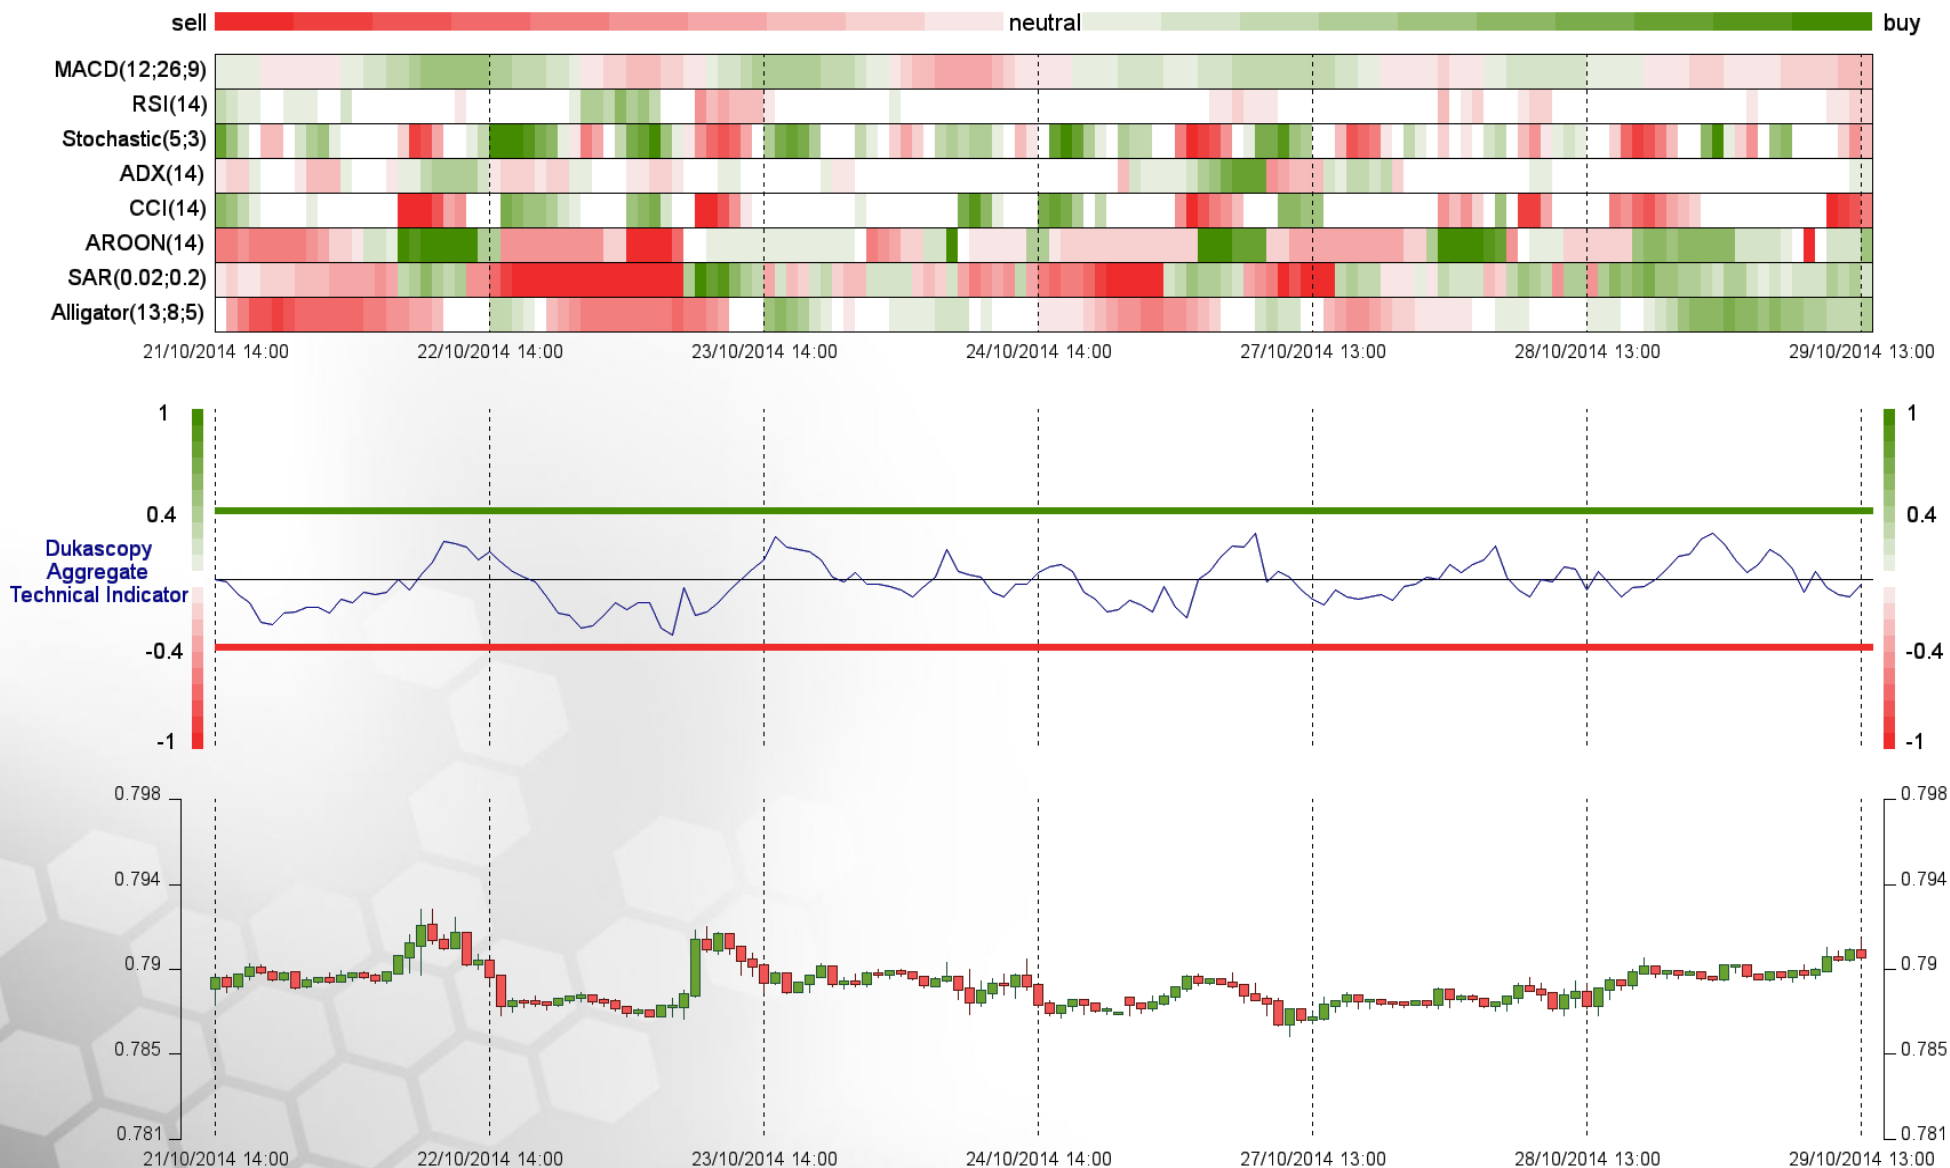 sell neutral buy
MACD(12;26;9)
RSI(14)
Stochastic(5;3)
ADX(14)
CCI(14)
AROON(14)
SAR(0.02;0.2)
Alligator(13;8;5)
21/10/2014 14:00 22/10/2014 14:00 23/10/2014 14:00 24/10/2014 14:00 27/10/2014 13:00 28/10/2014 13:00 29/10/2014 13:00
1 1
0.4 0.4
Dukascopy
Aggregate
Technical Indicator
-0.4 -0.4
-1 -1
0.798 0.798
0.794 0.794
0.79 0.79
0.785 0.785
0.781 0.781
21/10/2014 14:00 22/10/2014 14:00 23/10/2014 14:00 24/10/2014 14:00 27/10/2014 13:00 28/10/2014 13:00 29/10/2014 13:00